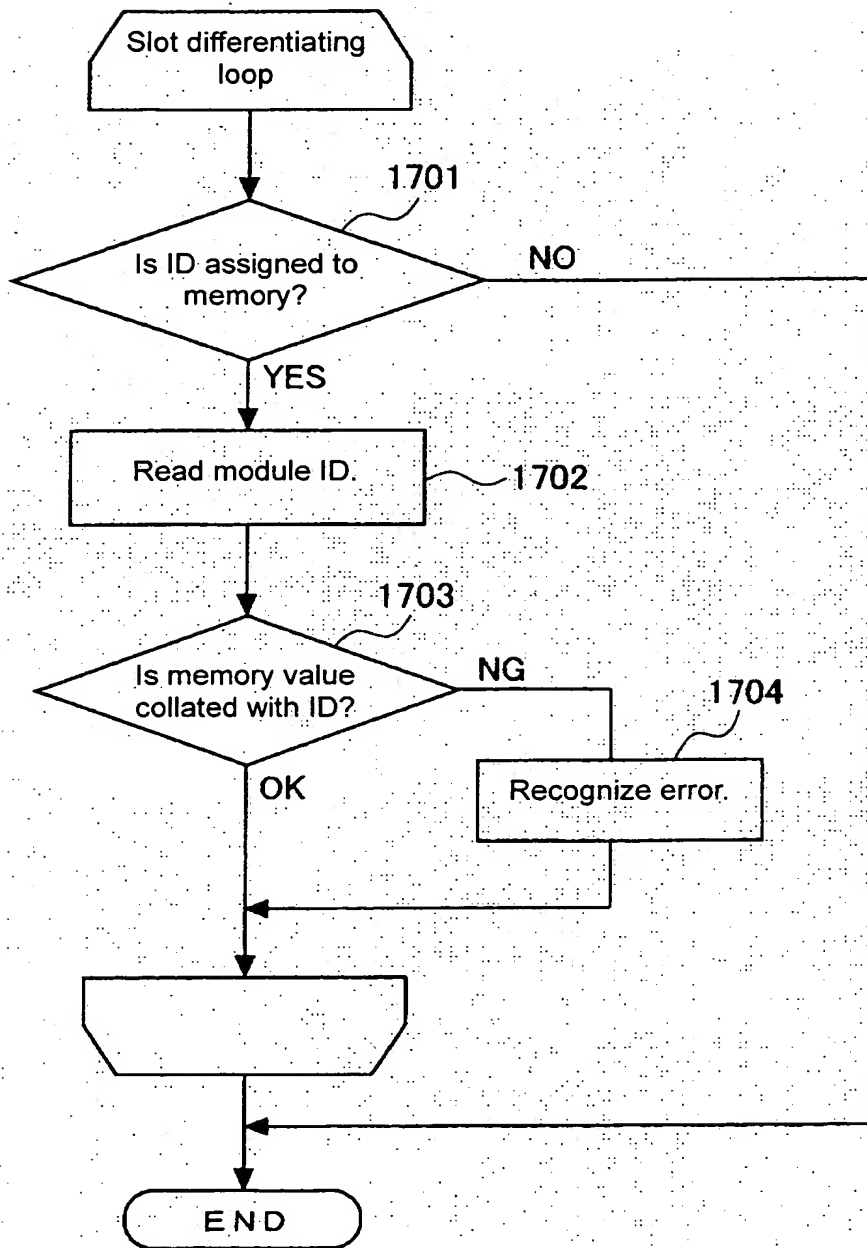 Slot differentiating
loop
1701
Is ID assigned to
memory?
NO
YES
Read module ID.
1702
1703
Is memory value
collated with ID?
NG
1704
OK
Recognize error.
END